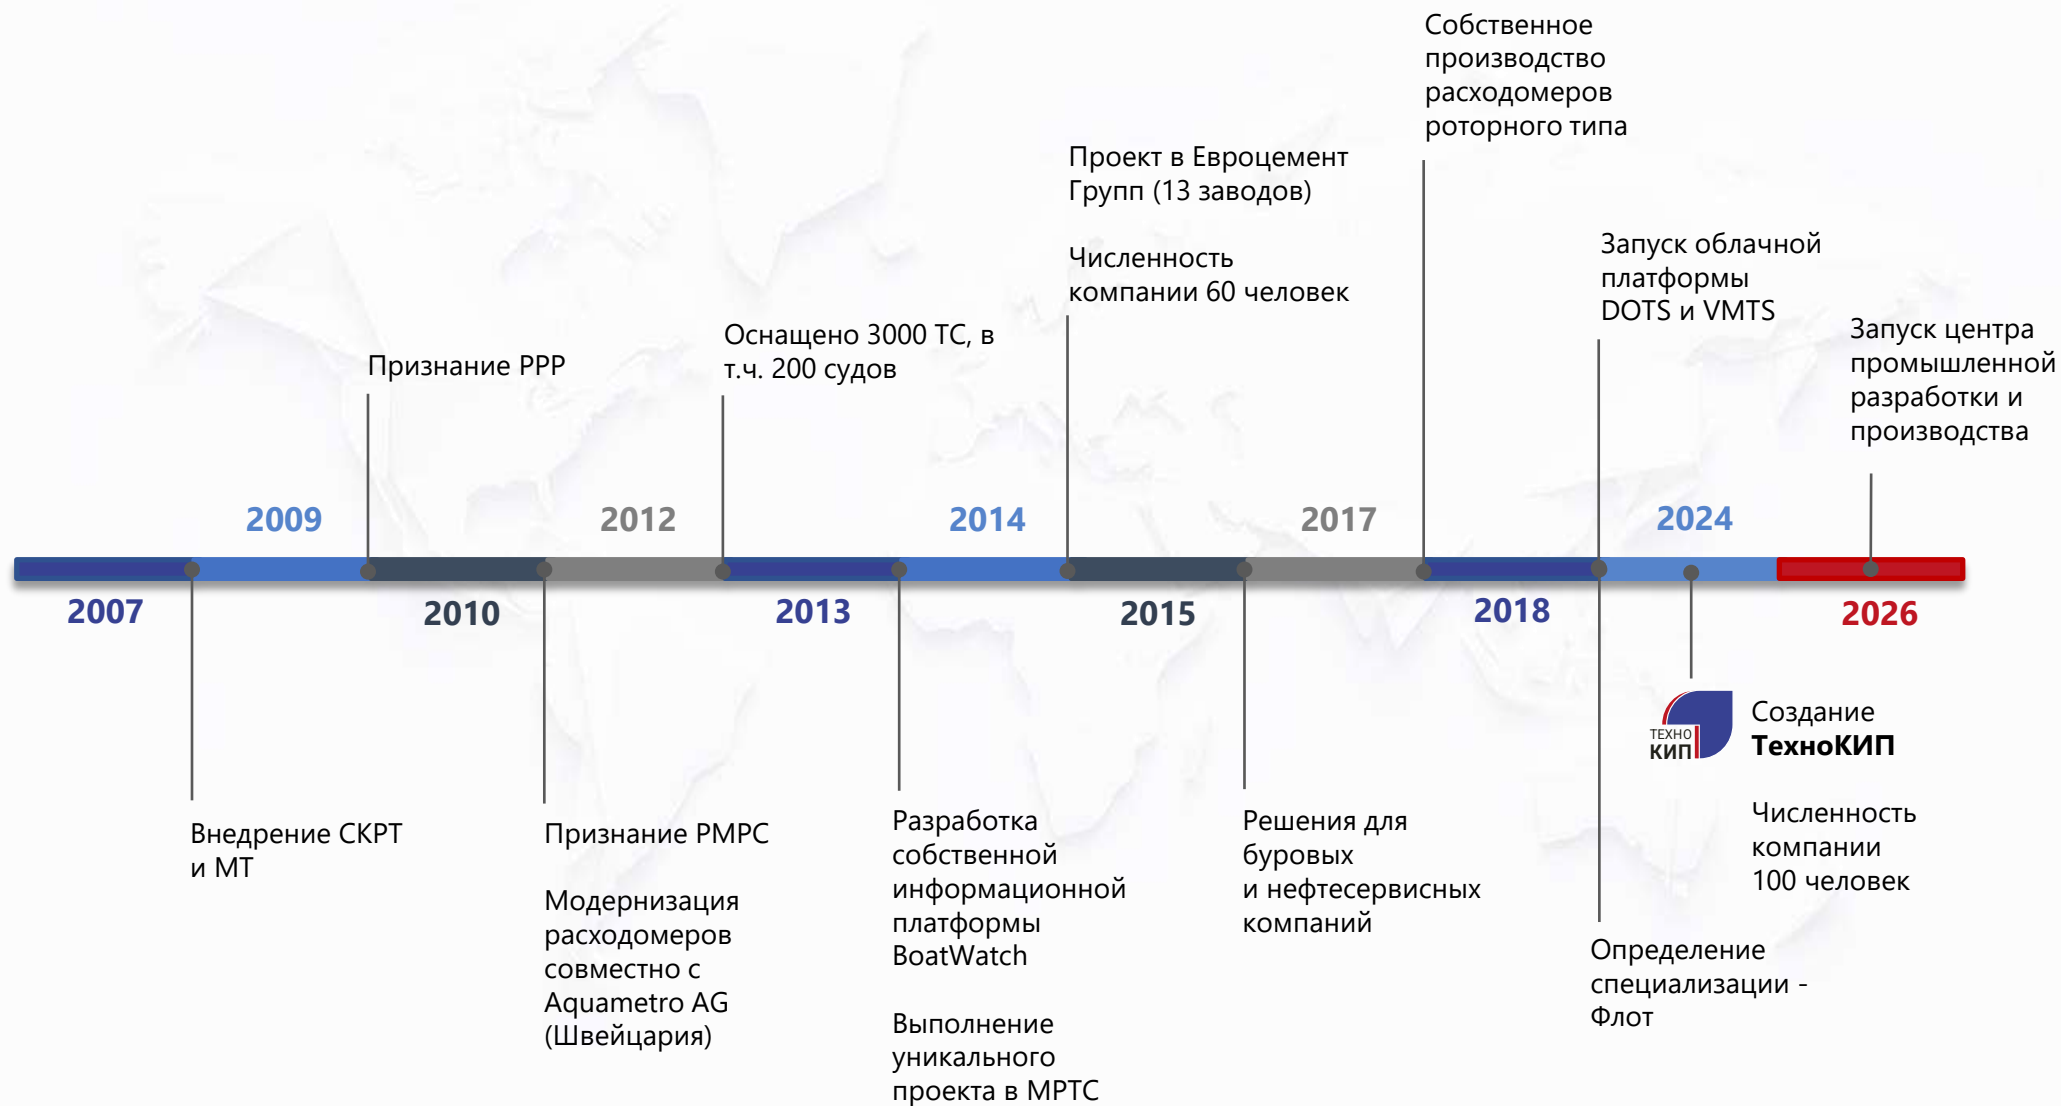 Собственное
производство
расходомеров
роторного типа
Проект в Евроцемент
Групп (13 заводов)
Численность
компании 60 человек
Запуск облачной
платформы
DOTS и VMTS
Запуск центра
промышленной
разработки и
производства
Оснащено 3000 ТС, в
т.ч. 200 судов
Признание РРР
2009
2012
2014
2017
2024
2007
2010
2013
2015
2018
2026
ТЕХНО
КИП
Создание
ТехноКИП
Численность
компании
100 человек
Внедрение СКРТ
и МТ
Признание РМРС
Модернизация
расходомеров
совместно с
Aquametro AG
(Швейцария)
Разработка
собственной
информационной
платформы
BoatWatch
Выполнение
уникального
проекта в МРТС
Решения для
буровых
и нефтесервисных
компаний
Определение
специализации -
Флот